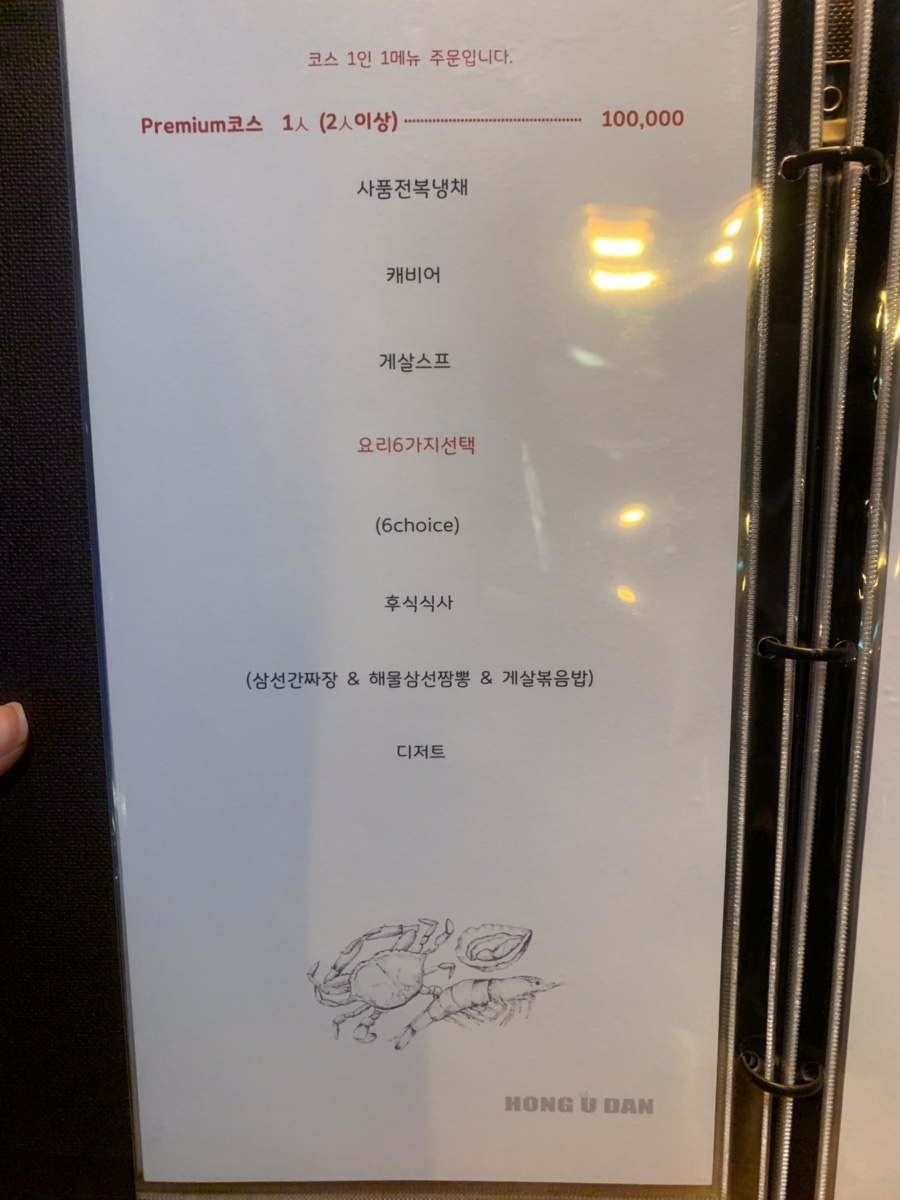 코스 1인 1메뉴 주문입니다.
Premium코스 1人 (2人이상) ------------------------------------------ 100,000
사품전복냉채
캐비어
게살스프
요리6가지선택
(6choice)
후식식사
(삼선간짜장 & 해물삼선짬뽕 & 게살볶음밥)
디저트
HONG U DAN